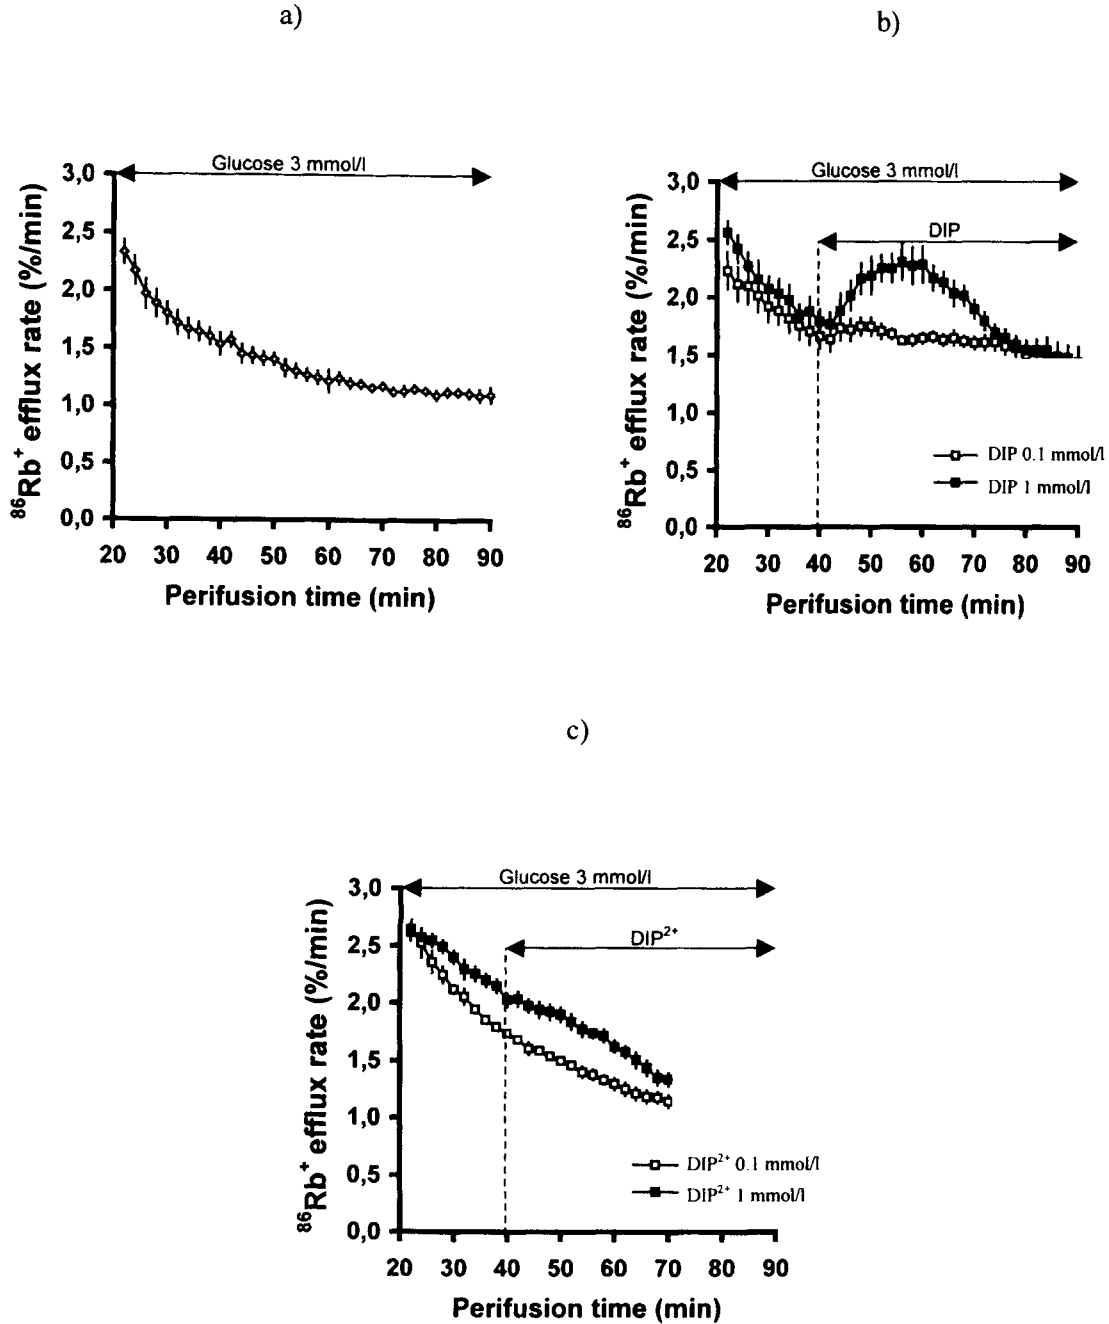 a)
Glucose 3 mmol/l
⁸⁶Rb⁺ efflux rate (%/min)
3,0
2,5
2,0
1,5
1,0
0,5
0,0
20 30 40 50 60 70 80 90
Perifusion time (min)
b)
Glucose 3 mmol/l
DIP
⁸⁶Rb⁺ efflux rate (%/min)
3,0
2,5
2,0
1,5
1,0
0,5
0,0
DIP 0.1 mmol/l
DIP 1 mmol/l
20 30 40 50 60 70 80 90
Perifusion time (min)
c)
Glucose 3 mmol/l
DIP²⁺
⁸⁶Rb⁺ efflux rate (%/min)
3,0
2,5
2,0
1,5
1,0
0,5
0,0
DIP²⁺ 0.1 mmol/l
DIP²⁺ 1 mmol/l
20 30 40 50 60 70 80 90
Perifusion time (min)